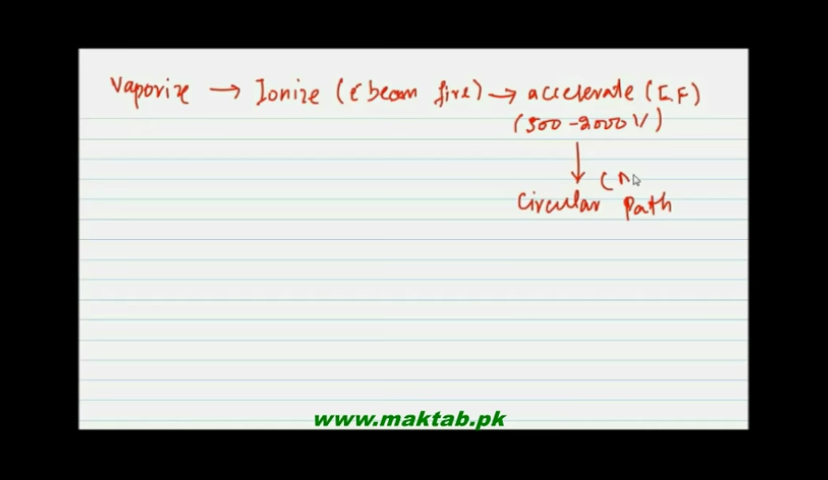 Vaporize → Ionize (e beam fire) → accelerate (E.F)
(500 - 2000 V)
↓ (
Circular Path
www.maktab.pk